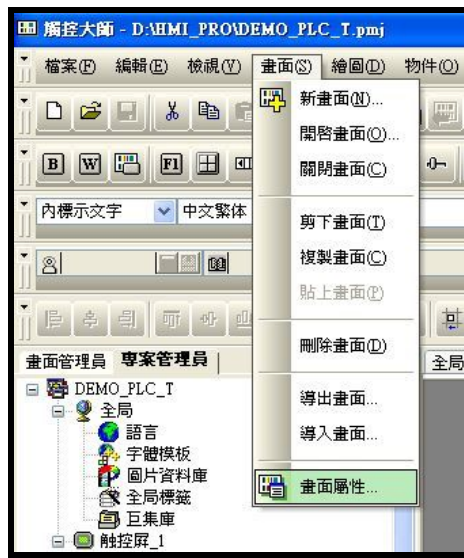 觸控大師 - D:\HMI_PRO\DEMO_PLC_T.pmj
檔案(F) 編輯(E) 檢視(V) 畫面(S) 繪圖(D) 物件(O)
新畫面(N)...
開啓畫面(O)...
B W F1
關閉畫面(C)
內標示文字 中文繁体
剪下畫面(T)
複製畫面(C)
貼上畫面(P)
刪除畫面(D)
畫面管理員 專案管理員 全局
DEMO_PLC_T
全局
導出畫面...
語言
字體模板
導入畫面...
圖片資料庫
全局標籤
畫面屬性...
巨集庫
触控屏_1